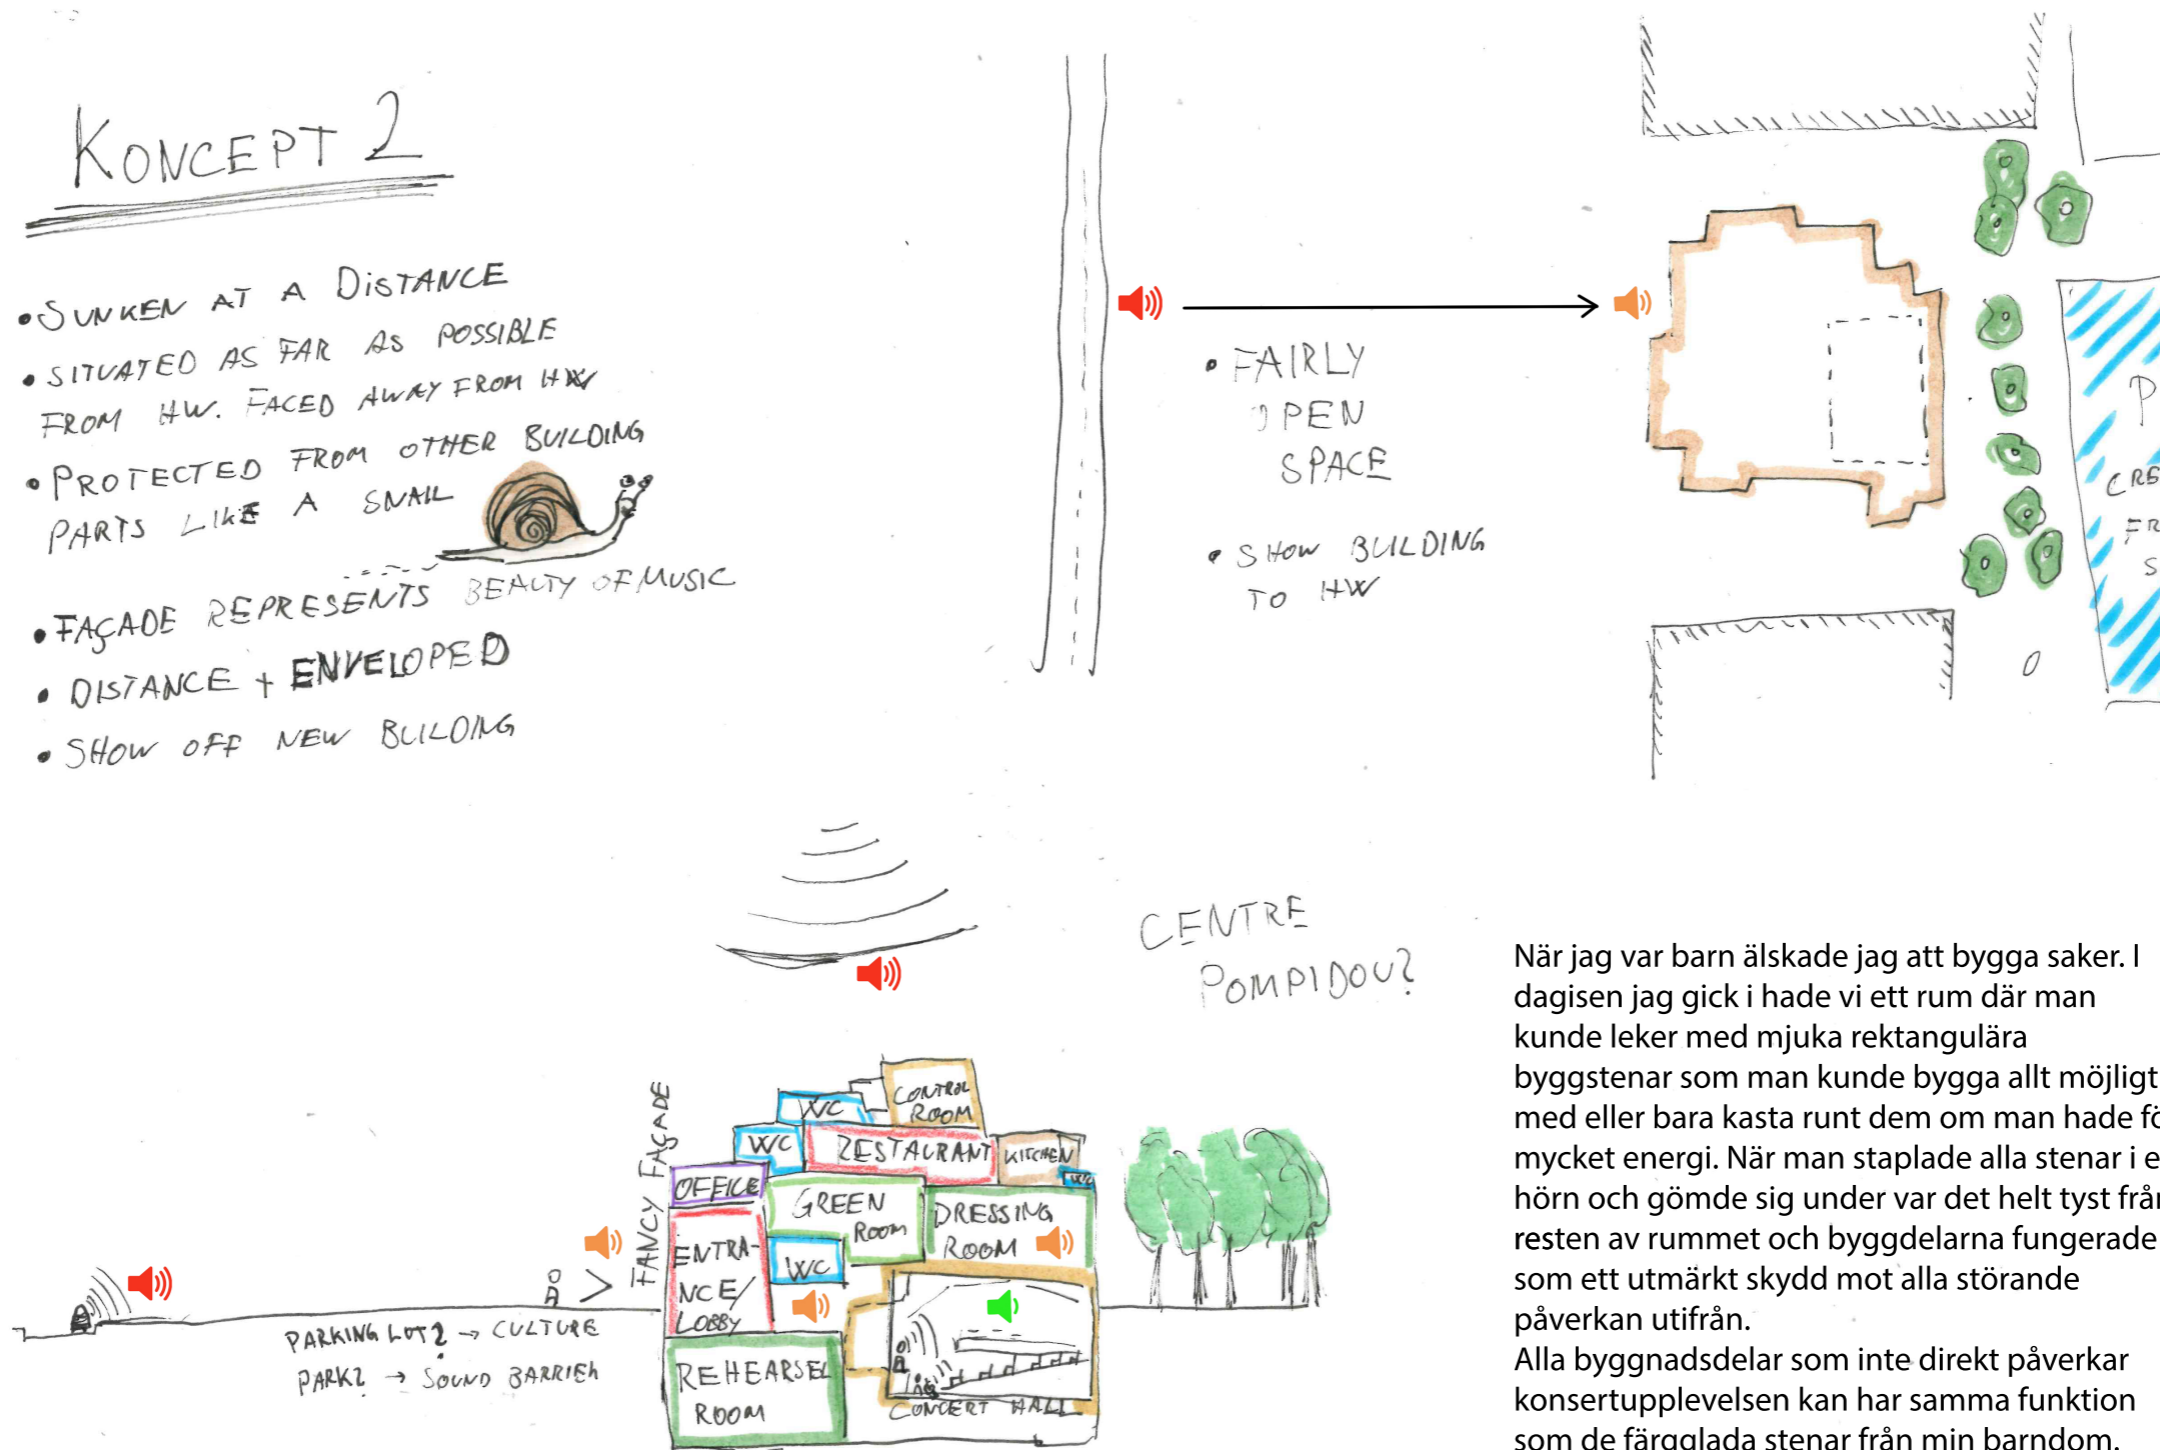 KONCEPT 2
• SUNKEN AT A DISTANCE
• SITUATED AS FAR AS POSSIBLE
FROM HW. FACED AWAY FROM HW
• PROTECTED FROM OTHER BUILDING
PARTS LIKE A SNAIL
• FAÇADE REPRESENTS BEAUTY OF MUSIC
• DISTANCE + ENVELOPED
• SHOW OFF NEW BUILDING
• FAIRLY
OPEN
SPACE
• SHOW BUILDING
TO HW
P
CRE
FR
S
CENTRE
POMPIDOU?
FANCY FAÇADE
CONTROL
ROOM
WC
WC
RESTAURANT
KITCHEN
WC
OFFICE
GREEN
ROOM
DRESSING
ROOM
ENTRA-
NCE/
LOBBY
WC
REHEARSEL
ROOM
CONCERT HALL
PARKING LOT? → CULTURE
PARK? → SOUND BARRIER
När jag var barn älskade jag att bygga saker. I
dagisen jag gick i hade vi ett rum där man
kunde leker med mjuka rektangulära
byggstenar som man kunde bygga allt möjligt
med eller bara kasta runt dem om man hade fö
mycket energi. När man staplade alla stenar i e
hörn och gömde sig under var det helt tyst från
resten av rummet och byggdelarna fungerade
som ett utmärkt skydd mot alla störande
påverkan utifrån.
Alla byggnadsdelar som inte direkt påverkar
konsertupplevelsen kan har samma funktion
som de färgglada stenar från min barndom.